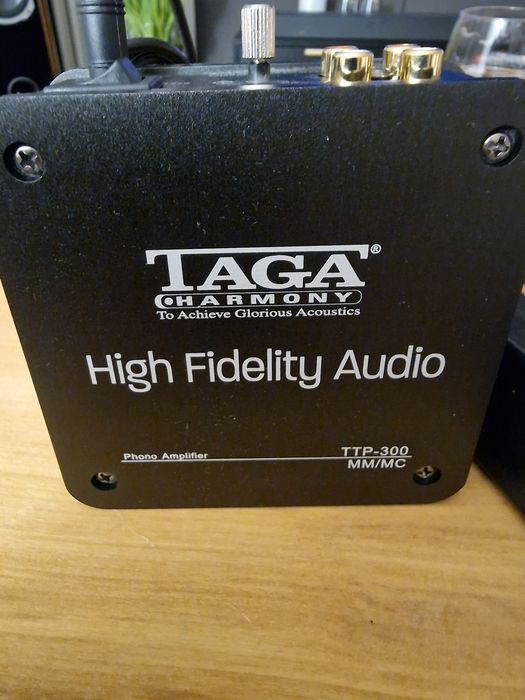 TAGA®
HARMONY
To Achieve Glorious Acoustics
High Fidelity Audio
Phono Amplifier TTP-300
MM/MC